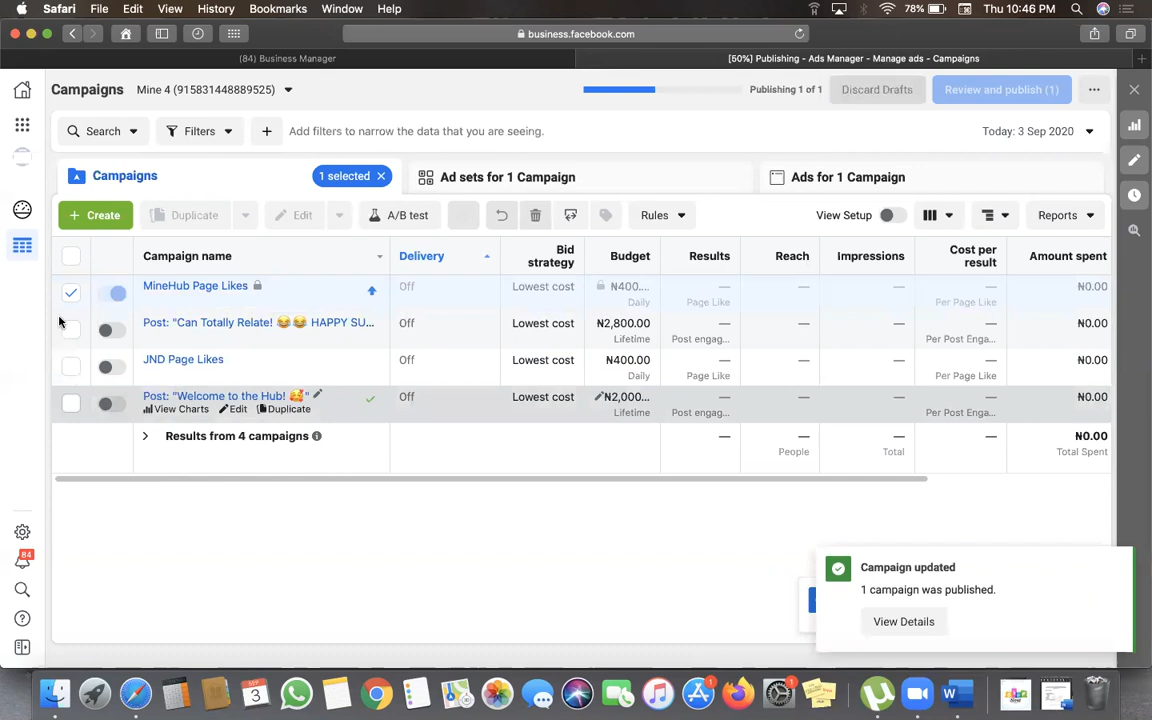 Safari File Edit View History Bookmarks Window Help 78% Thu 10:46 PM
business.facebook.com
(84) Business Manager [50%] Publishing - Ads Manager - Manage ads - Campaigns
Campaigns Mine 4 (915831448889525) Publishing 1 of 1 Discard Drafts Review and publish (1)
Search Filters Add filters to narrow the data that you are seeing. Today: 3 Sep 2020
Campaigns 1 selected Ad sets for 1 Campaign Ads for 1 Campaign
+ Create Duplicate Edit A/B test Rules View Setup Reports
Campaign name Delivery Bid strategy Budget Results Reach Impressions Cost per result Amount spent
MineHub Page Likes Off Lowest cost ₦400.... — — — — ₦0.00
Daily Page Like Per Page Like
Post: "Can Totally Relate! 😂😂 HAPPY SU... Off Lowest cost ₦2,800.00 — — — — ₦0.00
Lifetime Post engag... Per Post Enga...
JND Page Likes Off Lowest cost ₦400.00 — — — — ₦0.00
Daily Page Like Per Page Like
Post: "Welcome to the Hub! 🥰" Off Lowest cost ₦2,000... — — — — ₦0.00
View Charts Edit Duplicate Lifetime Post engag... Per Post Enga...
Results from 4 campaigns — — — — ₦0.00
People Total Total Spent
84
Campaign updated
1 campaign was published.
View Details
SEP
3
1
1